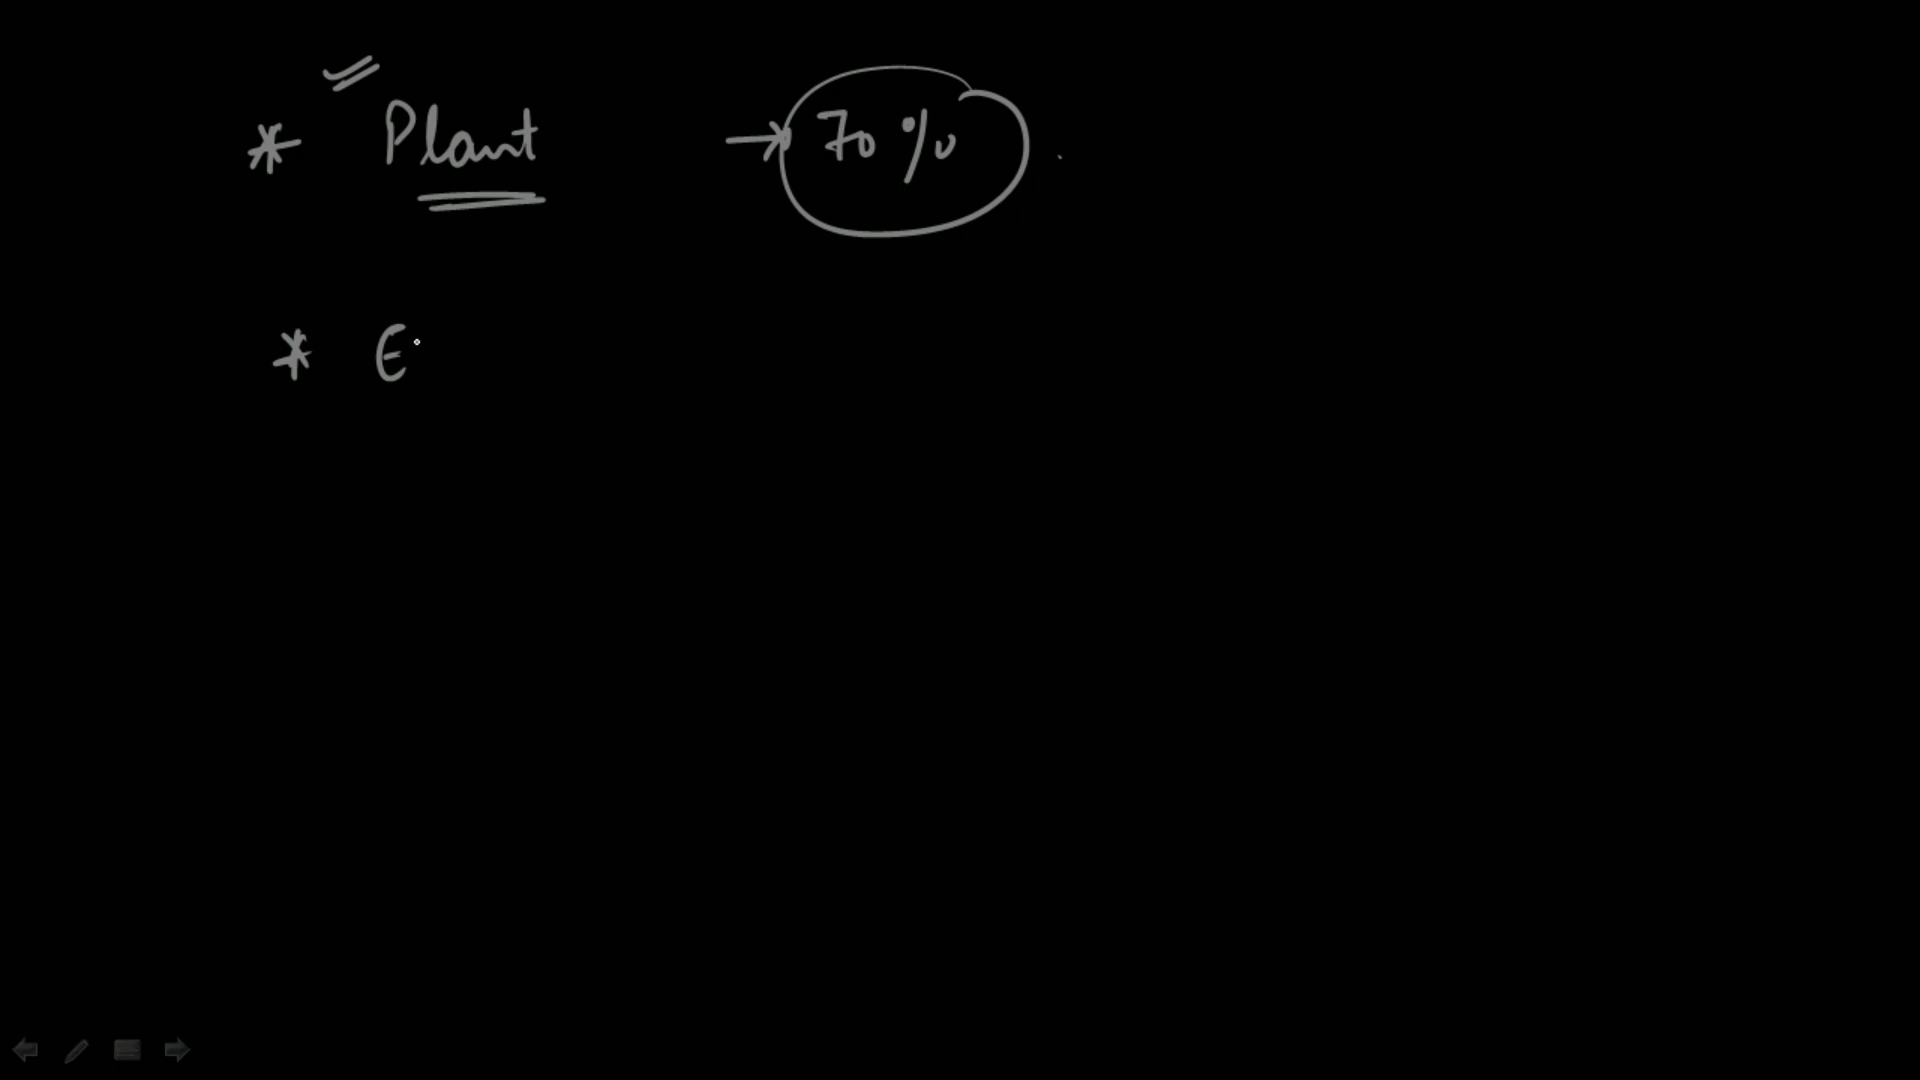 * Plant → 70%
* E